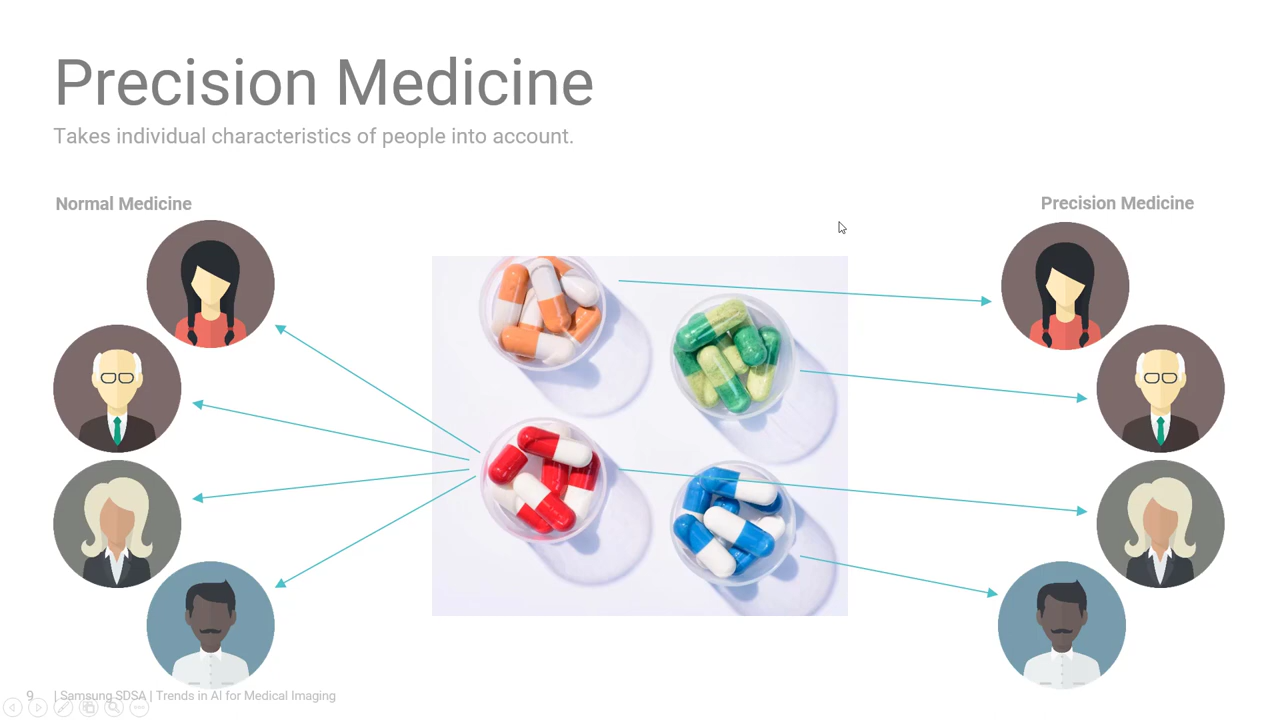 Precision Medicine
Takes individual characteristics of people into account.
Normal Medicine
Precision Medicine
9 | Samsung SDSA | Trends in AI for Medical Imaging